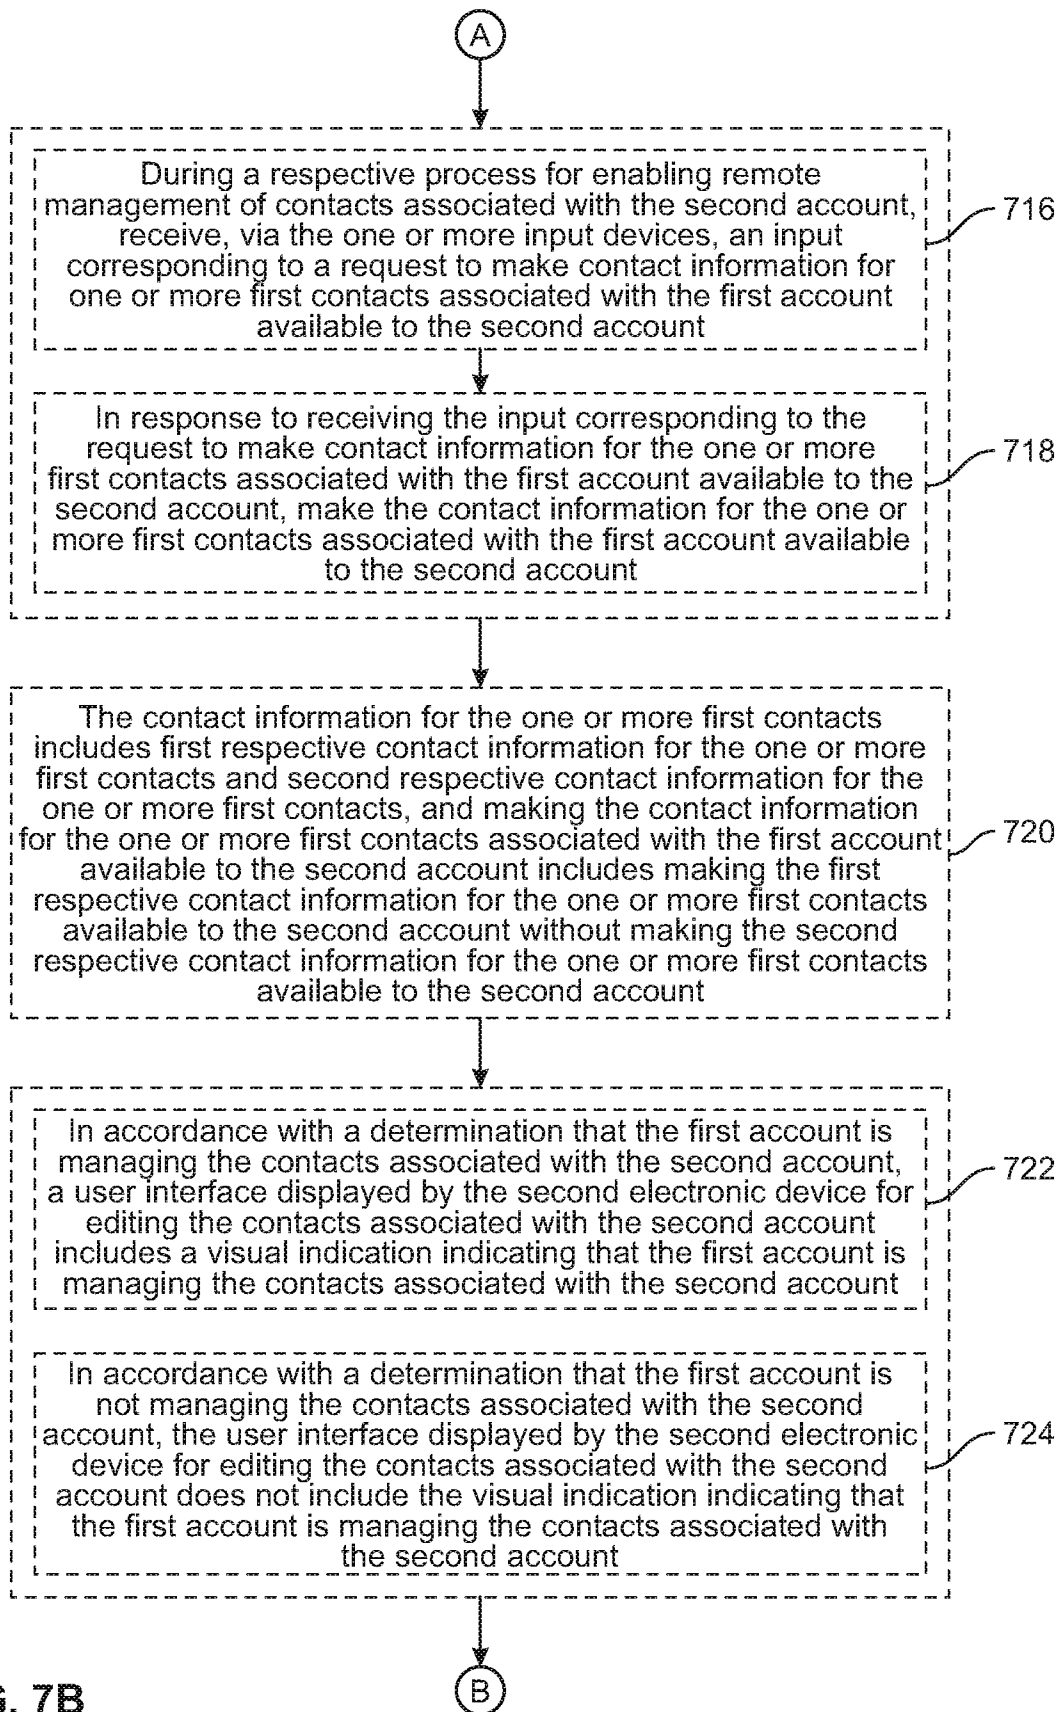 A
During a respective process for enabling remote
management of contacts associated with the second account,
receive, via the one or more input devices, an input
corresponding to a request to make contact information for
one or more first contacts associated with the first account
available to the second account
716
In response to receiving the input corresponding to the
request to make contact information for the one or more
first contacts associated with the first account available to the
second account, make the contact information for the one or
more first contacts associated with the first account available
to the second account
718
The contact information for the one or more first contacts
includes first respective contact information for the one or more
first contacts and second respective contact information for the
one or more first contacts, and making the contact information
for the one or more first contacts associated with the first account
available to the second account includes making the first
respective contact information for the one or more first contacts
available to the second account without making the second
respective contact information for the one or more first contacts
available to the second account
720
In accordance with a determination that the first account is
managing the contacts associated with the second account,
a user interface displayed by the second electronic device for
editing the contacts associated with the second account
includes a visual indication indicating that the first account is
managing the contacts associated with the second account
722
In accordance with a determination that the first account is
not managing the contacts associated with the second
account, the user interface displayed by the second electronic
device for editing the contacts associated with the second
account does not include the visual indication indicating that
the first account is managing the contacts associated with
the second account
724
B
7B